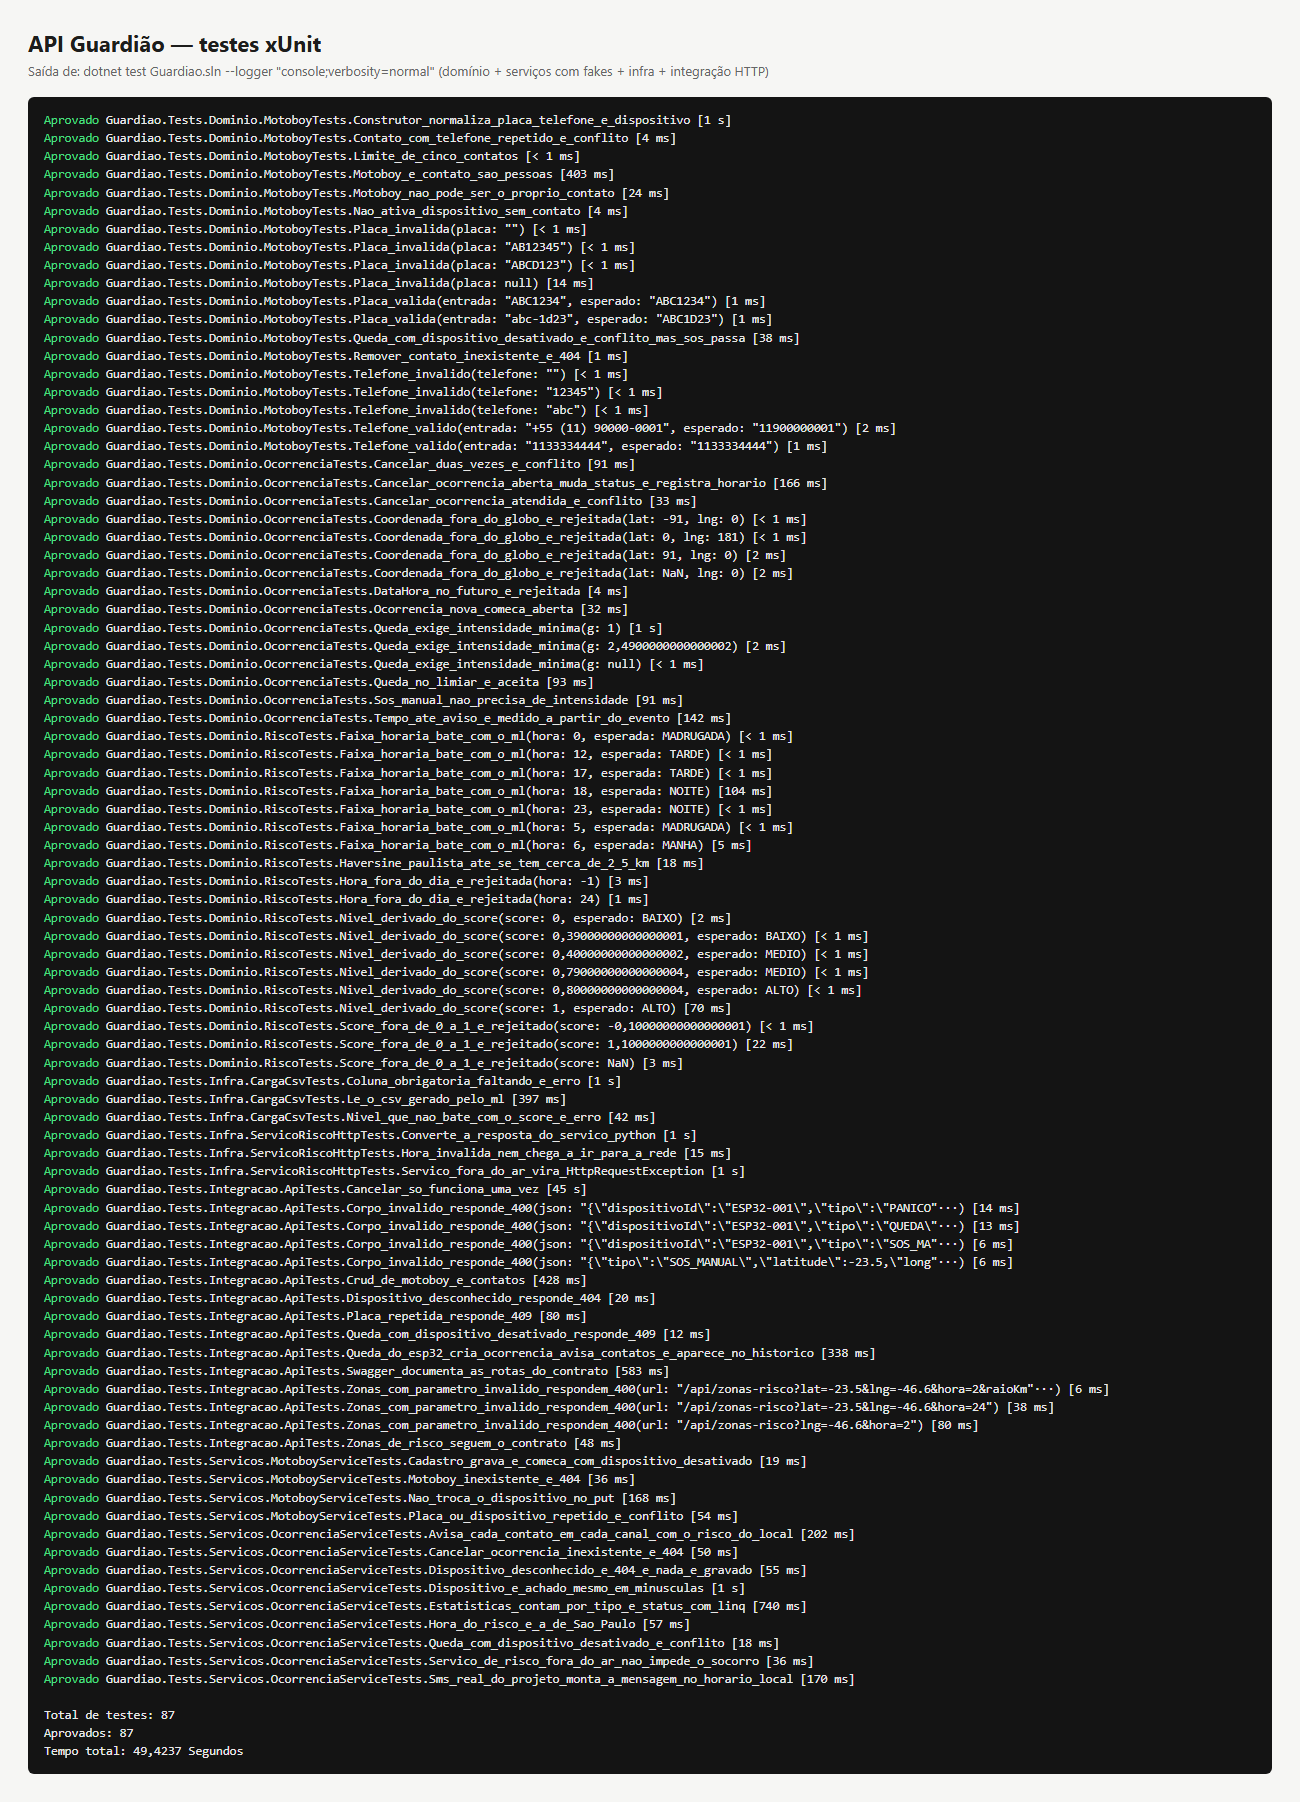 API Guardião — testes xUnit
Saída de: dotnet test Guardiao.sln --logger "console;verbosity=normal" (domínio + serviços com fakes + infra + integração HTTP)
Aprovado Guardiao.Tests.Dominio.MotoboyTests.Construtor_normaliza_placa_telefone_e_dispositivo [1 s]
Aprovado Guardiao.Tests.Dominio.MotoboyTests.Contato_com_telefone_repetido_e_conflito [4 ms]
Aprovado Guardiao.Tests.Dominio.MotoboyTests.Limite_de_cinco_contatos [< 1 ms]
Aprovado Guardiao.Tests.Dominio.MotoboyTests.Motoboy_e_contato_sao_pessoas [403 ms]
Aprovado Guardiao.Tests.Dominio.MotoboyTests.Motoboy_nao_pode_ser_o_proprio_contato [24 ms]
Aprovado Guardiao.Tests.Dominio.MotoboyTests.Nao_ativa_dispositivo_sem_contato [4 ms]
Aprovado Guardiao.Tests.Dominio.MotoboyTests.Placa_invalida(placa: "") [< 1 ms]
Aprovado Guardiao.Tests.Dominio.MotoboyTests.Placa_invalida(placa: "AB12345") [< 1 ms]
Aprovado Guardiao.Tests.Dominio.MotoboyTests.Placa_invalida(placa: "ABCD123") [< 1 ms]
Aprovado Guardiao.Tests.Dominio.MotoboyTests.Placa_invalida(placa: null) [14 ms]
Aprovado Guardiao.Tests.Dominio.MotoboyTests.Placa_valida(entrada: "ABC1234", esperado: "ABC1234") [1 ms]
Aprovado Guardiao.Tests.Dominio.MotoboyTests.Placa_valida(entrada: "abc-1d23", esperado: "ABC1D23") [1 ms]
Aprovado Guardiao.Tests.Dominio.MotoboyTests.Queda_com_dispositivo_desativado_e_conflito_mas_sos_passa [38 ms]
Aprovado Guardiao.Tests.Dominio.MotoboyTests.Remover_contato_inexistente_e_404 [1 ms]
Aprovado Guardiao.Tests.Dominio.MotoboyTests.Telefone_invalido(telefone: "") [< 1 ms]
Aprovado Guardiao.Tests.Dominio.MotoboyTests.Telefone_invalido(telefone: "12345") [< 1 ms]
Aprovado Guardiao.Tests.Dominio.MotoboyTests.Telefone_invalido(telefone: "abc") [< 1 ms]
Aprovado Guardiao.Tests.Dominio.MotoboyTests.Telefone_valido(entrada: "+55 (11) 90000-0001", esperado: "11900000001") [2 ms]
Aprovado Guardiao.Tests.Dominio.MotoboyTests.Telefone_valido(entrada: "1133334444", esperado: "1133334444") [1 ms]
Aprovado Guardiao.Tests.Dominio.OcorrenciaTests.Cancelar_duas_vezes_e_conflito [91 ms]
Aprovado Guardiao.Tests.Dominio.OcorrenciaTests.Cancelar_ocorrencia_aberta_muda_status_e_registra_horario [166 ms]
Aprovado Guardiao.Tests.Dominio.OcorrenciaTests.Cancelar_ocorrencia_atendida_e_conflito [33 ms]
Aprovado Guardiao.Tests.Dominio.OcorrenciaTests.Coordenada_fora_do_globo_e_rejeitada(lat: -91, lng: 0) [< 1 ms]
Aprovado Guardiao.Tests.Dominio.OcorrenciaTests.Coordenada_fora_do_globo_e_rejeitada(lat: 0, lng: 181) [< 1 ms]
Aprovado Guardiao.Tests.Dominio.OcorrenciaTests.Coordenada_fora_do_globo_e_rejeitada(lat: 91, lng: 0) [2 ms]
Aprovado Guardiao.Tests.Dominio.OcorrenciaTests.Coordenada_fora_do_globo_e_rejeitada(lat: NaN, lng: 0) [2 ms]
Aprovado Guardiao.Tests.Dominio.OcorrenciaTests.DataHora_no_futuro_e_rejeitada [4 ms]
Aprovado Guardiao.Tests.Dominio.OcorrenciaTests.Ocorrencia_nova_comeca_aberta [32 ms]
Aprovado Guardiao.Tests.Dominio.OcorrenciaTests.Queda_exige_intensidade_minima(g: 1) [1 s]
Aprovado Guardiao.Tests.Dominio.OcorrenciaTests.Queda_exige_intensidade_minima(g: 2,4900000000000002) [2 ms]
Aprovado Guardiao.Tests.Dominio.OcorrenciaTests.Queda_exige_intensidade_minima(g: null) [< 1 ms]
Aprovado Guardiao.Tests.Dominio.OcorrenciaTests.Queda_no_limiar_e_aceita [93 ms]
Aprovado Guardiao.Tests.Dominio.OcorrenciaTests.Sos_manual_nao_precisa_de_intensidade [91 ms]
Aprovado Guardiao.Tests.Dominio.OcorrenciaTests.Tempo_ate_aviso_e_medido_a_partir_do_evento [142 ms]
Aprovado Guardiao.Tests.Dominio.RiscoTests.Faixa_horaria_bate_com_o_ml(hora: 0, esperada: MADRUGADA) [< 1 ms]
Aprovado Guardiao.Tests.Dominio.RiscoTests.Faixa_horaria_bate_com_o_ml(hora: 12, esperada: TARDE) [< 1 ms]
Aprovado Guardiao.Tests.Dominio.RiscoTests.Faixa_horaria_bate_com_o_ml(hora: 17, esperada: TARDE) [< 1 ms]
Aprovado Guardiao.Tests.Dominio.RiscoTests.Faixa_horaria_bate_com_o_ml(hora: 18, esperada: NOITE) [104 ms]
Aprovado Guardiao.Tests.Dominio.RiscoTests.Faixa_horaria_bate_com_o_ml(hora: 23, esperada: NOITE) [< 1 ms]
Aprovado Guardiao.Tests.Dominio.RiscoTests.Faixa_horaria_bate_com_o_ml(hora: 5, esperada: MADRUGADA) [< 1 ms]
Aprovado Guardiao.Tests.Dominio.RiscoTests.Faixa_horaria_bate_com_o_ml(hora: 6, esperada: MANHA) [5 ms]
Aprovado Guardiao.Tests.Dominio.RiscoTests.Haversine_paulista_ate_se_tem_cerca_de_2_5_km [18 ms]
Aprovado Guardiao.Tests.Dominio.RiscoTests.Hora_fora_do_dia_e_rejeitada(hora: -1) [3 ms]
Aprovado Guardiao.Tests.Dominio.RiscoTests.Hora_fora_do_dia_e_rejeitada(hora: 24) [1 ms]
Aprovado Guardiao.Tests.Dominio.RiscoTests.Nivel_derivado_do_score(score: 0, esperado: BAIXO) [2 ms]
Aprovado Guardiao.Tests.Dominio.RiscoTests.Nivel_derivado_do_score(score: 0,39000000000000001, esperado: BAIXO) [< 1 ms]
Aprovado Guardiao.Tests.Dominio.RiscoTests.Nivel_derivado_do_score(score: 0,40000000000000002, esperado: MEDIO) [< 1 ms]
Aprovado Guardiao.Tests.Dominio.RiscoTests.Nivel_derivado_do_score(score: 0,79000000000000004, esperado: MEDIO) [< 1 ms]
Aprovado Guardiao.Tests.Dominio.RiscoTests.Nivel_derivado_do_score(score: 0,80000000000000004, esperado: ALTO) [< 1 ms]
Aprovado Guardiao.Tests.Dominio.RiscoTests.Nivel_derivado_do_score(score: 1, esperado: ALTO) [70 ms]
Aprovado Guardiao.Tests.Dominio.RiscoTests.Score_fora_de_0_a_1_e_rejeitado(score: -0,10000000000000001) [< 1 ms]
Aprovado Guardiao.Tests.Dominio.RiscoTests.Score_fora_de_0_a_1_e_rejeitado(score: 1,1000000000000001) [22 ms]
Aprovado Guardiao.Tests.Dominio.RiscoTests.Score_fora_de_0_a_1_e_rejeitado(score: NaN) [3 ms]
Aprovado Guardiao.Tests.Infra.CargaCsvTests.Coluna_obrigatoria_faltando_e_erro [1 s]
Aprovado Guardiao.Tests.Infra.CargaCsvTests.Le_o_csv_gerado_pelo_ml [397 ms]
Aprovado Guardiao.Tests.Infra.CargaCsvTests.Nivel_que_nao_bate_com_o_score_e_erro [42 ms]
Aprovado Guardiao.Tests.Infra.ServicoRiscoHttpTests.Converte_a_resposta_do_servico_python [1 s]
Aprovado Guardiao.Tests.Infra.ServicoRiscoHttpTests.Hora_invalida_nem_chega_a_ir_para_a_rede [15 ms]
Aprovado Guardiao.Tests.Infra.ServicoRiscoHttpTests.Servico_fora_do_ar_vira_HttpRequestException [1 s]
Aprovado Guardiao.Tests.Integracao.ApiTests.Cancelar_so_funciona_uma_vez [45 s]
Aprovado Guardiao.Tests.Integracao.ApiTests.Corpo_invalido_responde_400(json: "{\"dispositivoId\":\"ESP32-001\",\"tipo\":\"PANICO"···) [14 ms]
Aprovado Guardiao.Tests.Integracao.ApiTests.Corpo_invalido_responde_400(json: "{\"dispositivoId\":\"ESP32-001\",\"tipo\":\"QUEDA\"···) [13 ms]
Aprovado Guardiao.Tests.Integracao.ApiTests.Corpo_invalido_responde_400(json: "{\"dispositivoId\":\"ESP32-001\",\"tipo\":\"SOS_MA"···) [6 ms]
Aprovado Guardiao.Tests.Integracao.ApiTests.Corpo_invalido_responde_400(json: "{\"tipo\":\"SOS_MANUAL\",\"latitude\":-23.5,\"long"···) [6 ms]
Aprovado Guardiao.Tests.Integracao.ApiTests.Crud_de_motoboy_e_contatos [428 ms]
Aprovado Guardiao.Tests.Integracao.ApiTests.Dispositivo_desconhecido_responde_404 [20 ms]
Aprovado Guardiao.Tests.Integracao.ApiTests.Placa_repetida_responde_409 [80 ms]
Aprovado Guardiao.Tests.Integracao.ApiTests.Queda_com_dispositivo_desativado_responde_409 [12 ms]
Aprovado Guardiao.Tests.Integracao.ApiTests.Queda_do_esp32_cria_ocorrencia_avisa_contatos_e_aparece_no_historico [338 ms]
Aprovado Guardiao.Tests.Integracao.ApiTests.Swagger_documenta_as_rotas_do_contrato [583 ms]
Aprovado Guardiao.Tests.Integracao.ApiTests.Zonas_com_parametro_invalido_respondem_400(url: "/api/zonas-risco?lat=-23.5&lng=-46.6&hora=2&raioKm"···) [6 ms]
Aprovado Guardiao.Tests.Integracao.ApiTests.Zonas_com_parametro_invalido_respondem_400(url: "/api/zonas-risco?lat=-23.5&lng=-46.6&hora=24") [38 ms]
Aprovado Guardiao.Tests.Integracao.ApiTests.Zonas_com_parametro_invalido_respondem_400(url: "/api/zonas-risco?lng=-46.6&hora=2") [80 ms]
Aprovado Guardiao.Tests.Integracao.ApiTests.Zonas_de_risco_seguem_o_contrato [48 ms]
Aprovado Guardiao.Tests.Servicos.MotoboyServiceTests.Cadastro_grava_e_comeca_com_dispositivo_desativado [19 ms]
Aprovado Guardiao.Tests.Servicos.MotoboyServiceTests.Motoboy_inexistente_e_404 [36 ms]
Aprovado Guardiao.Tests.Servicos.MotoboyServiceTests.Nao_troca_o_dispositivo_no_put [168 ms]
Aprovado Guardiao.Tests.Servicos.MotoboyServiceTests.Placa_ou_dispositivo_repetido_e_conflito [54 ms]
Aprovado Guardiao.Tests.Servicos.OcorrenciaServiceTests.Avisa_cada_contato_em_cada_canal_com_o_risco_do_local [202 ms]
Aprovado Guardiao.Tests.Servicos.OcorrenciaServiceTests.Cancelar_ocorrencia_inexistente_e_404 [50 ms]
Aprovado Guardiao.Tests.Servicos.OcorrenciaServiceTests.Dispositivo_desconhecido_e_404_e_nada_e_gravado [55 ms]
Aprovado Guardiao.Tests.Servicos.OcorrenciaServiceTests.Dispositivo_e_achado_mesmo_em_minusculas [1 s]
Aprovado Guardiao.Tests.Servicos.OcorrenciaServiceTests.Estatisticas_contam_por_tipo_e_status_com_linq [740 ms]
Aprovado Guardiao.Tests.Servicos.OcorrenciaServiceTests.Hora_do_risco_e_a_de_Sao_Paulo [57 ms]
Aprovado Guardiao.Tests.Servicos.OcorrenciaServiceTests.Queda_com_dispositivo_desativado_e_conflito [18 ms]
Aprovado Guardiao.Tests.Servicos.OcorrenciaServiceTests.Servico_de_risco_fora_do_ar_nao_impede_o_socorro [36 ms]
Aprovado Guardiao.Tests.Servicos.OcorrenciaServiceTests.Sms_real_do_projeto_monta_a_mensagem_no_horario_local [170 ms]
Total de testes: 87
Aprovados: 87
Tempo total: 49,4237 Segundos